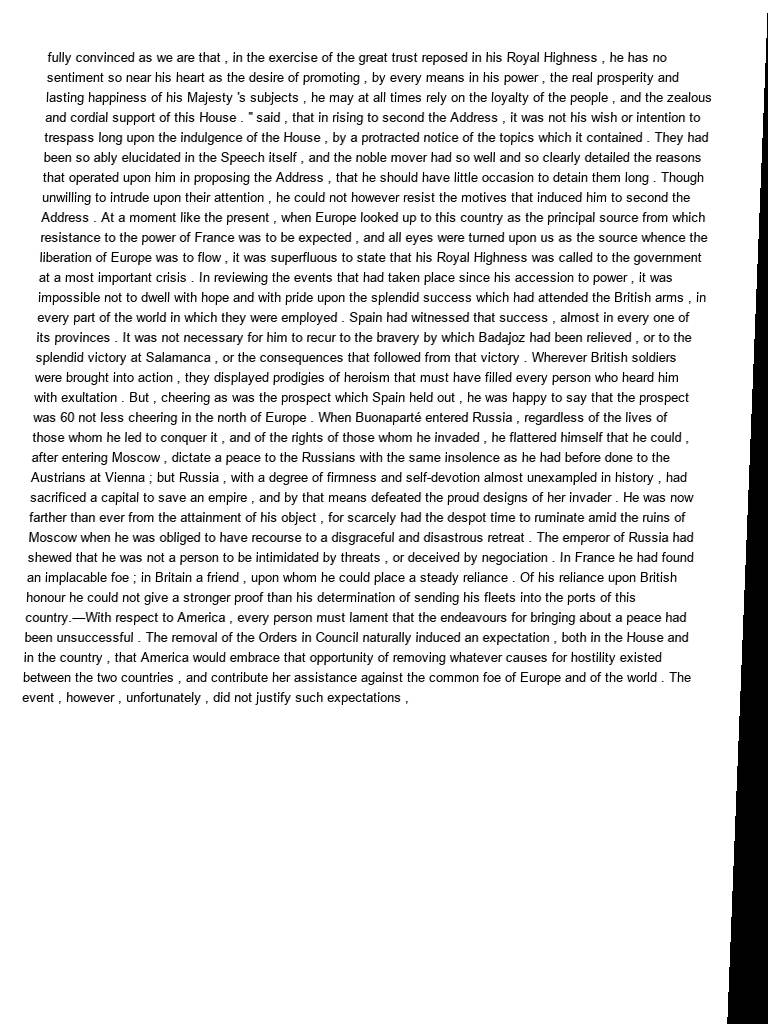 fully convinced as we are that , in the exercise of the great trust reposed in his Royal Highness , he has no
sentiment so near his heart as the desire of promoting , by every means in his power , the real prosperity and
lasting happiness of his Majesty 's subjects , he may at all times rely on the loyalty of the people , and the zealous
and cordial support of this House . " said , that in rising to second the Address , it was not his wish or intention to
trespass long upon the indulgence of the House , by a protracted notice of the topics which it contained . They had
been so ably elucidated in the Speech itself , and the noble mover had so well and so clearly detailed the reasons
that operated upon him in proposing the Address , that he should have little occasion to detain them long . Though
unwilling to intrude upon their attention , he could not however resist the motives that induced him to second the
Address . At a moment like the present , when Europe looked up to this country as the principal source from which
resistance to the power of France was to be expected , and all eyes were turned upon us as the source whence the
liberation of Europe was to flow , it was superfluous to state that his Royal Highness was called to the government
at a most important crisis . In reviewing the events that had taken place since his accession to power , it was
impossible not to dwell with hope and with pride upon the splendid success which had attended the British arms , in
every part of the world in which they were employed . Spain had witnessed that success , almost in every one of
its provinces . It was not necessary for him to recur to the bravery by which Badajoz had been relieved , or to the
splendid victory at Salamanca , or the consequences that followed from that victory . Wherever British soldiers
were brought into action , they displayed prodigies of heroism that must have filled every person who heard him
with exultation . But , cheering as was the prospect which Spain held out , he was happy to say that the prospect
was 60 not less cheering in the north of Europe . When Buonaparté entered Russia , regardless of the lives of
those whom he led to conquer it , and of the rights of those whom he invaded , he flattered himself that he could ,
after entering Moscow , dictate a peace to the Russians with the same insolence as he had before done to the
Austrians at Vienna ; but Russia , with a degree of firmness and self-devotion almost unexampled in history , had
sacrificed a capital to save an empire , and by that means defeated the proud designs of her invader . He was now
farther than ever from the attainment of his object , for scarcely had the despot time to ruminate amid the ruins of
Moscow when he was obliged to have recourse to a disgraceful and disastrous retreat . The emperor of Russia had
shewed that he was not a person to be intimidated by threats , or deceived by negociation . In France he had found
an implacable foe ; in Britain a friend , upon whom he could place a steady reliance . Of his reliance upon British
honour he could not give a stronger proof than his determination of sending his fleets into the ports of this
country.—With respect to America , every person must lament that the endeavours for bringing about a peace had
been unsuccessful . The removal of the Orders in Council naturally induced an expectation , both in the House and
in the country , that America would embrace that opportunity of removing whatever causes for hostility existed
between the two countries , and contribute her assistance against the common foe of Europe and of the world . The
event , however , unfortunately , did not justify such expectations ,